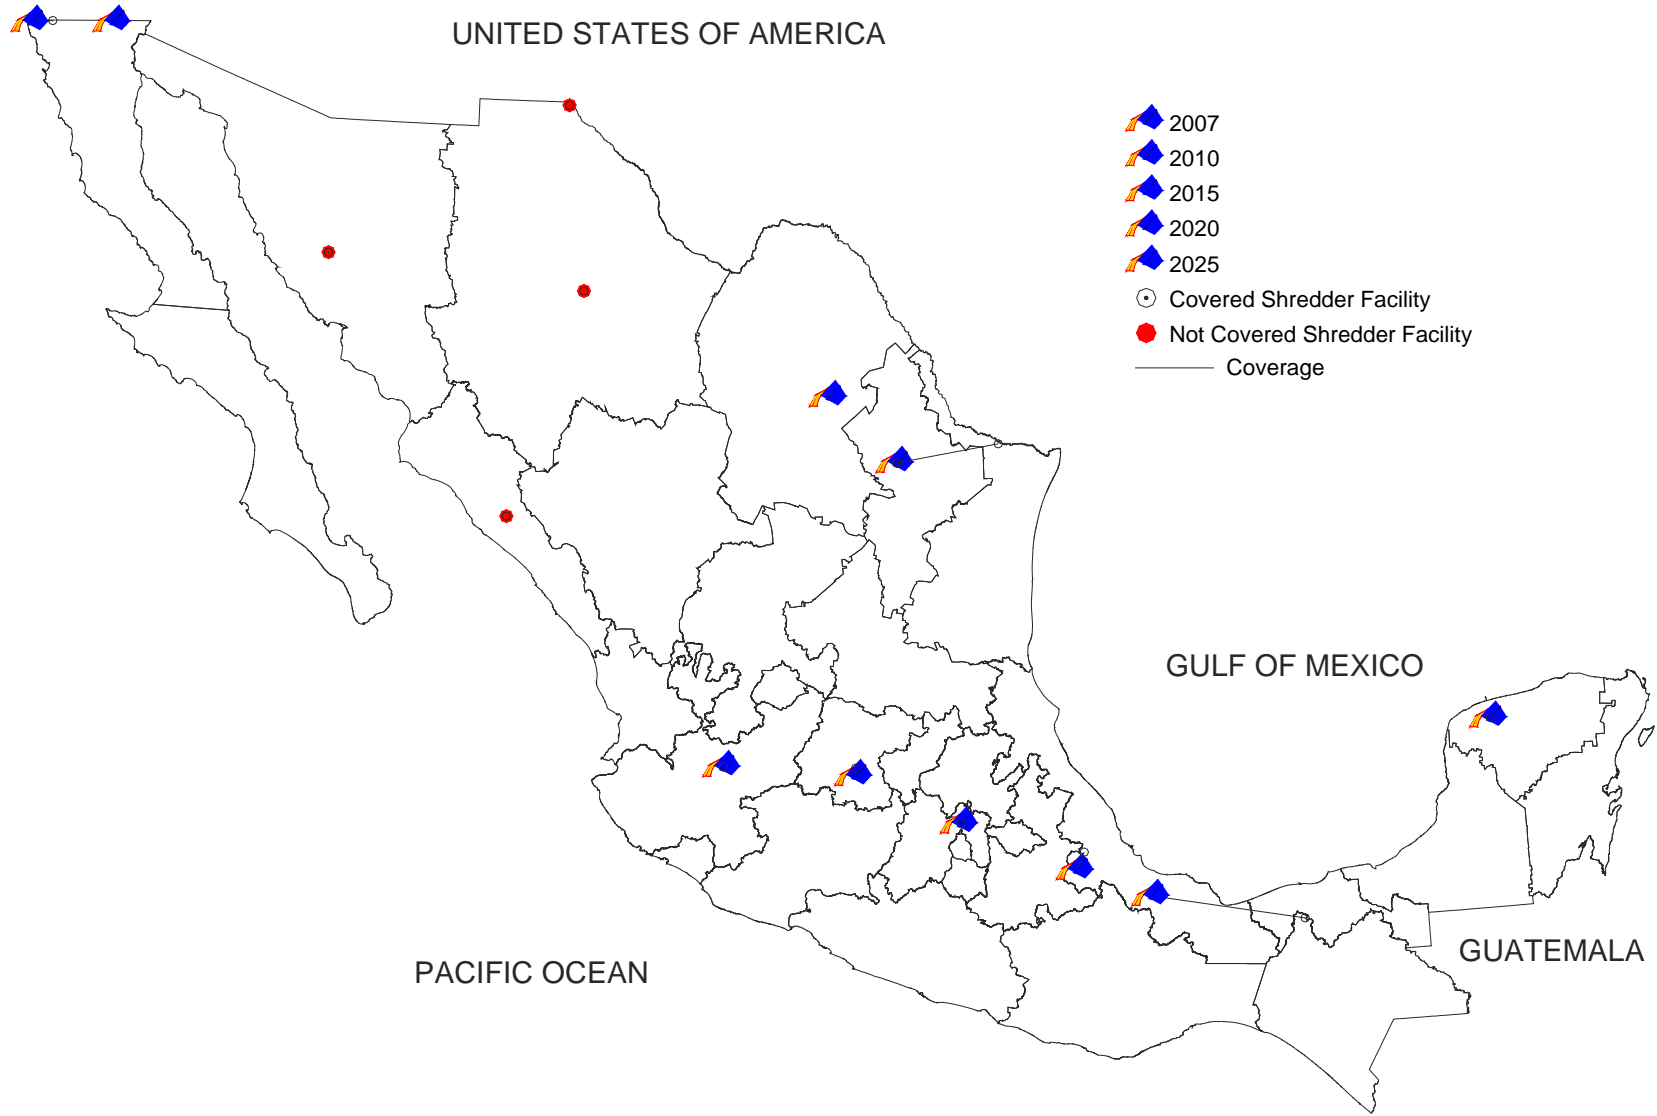 UNITED STATES OF AMERICA
2007
2010
2015
2020
2025
Covered Shredder Facility
Not Covered Shredder Facility
Coverage
GULF OF MEXICO
GUATEMALA
PACIFIC OCEAN